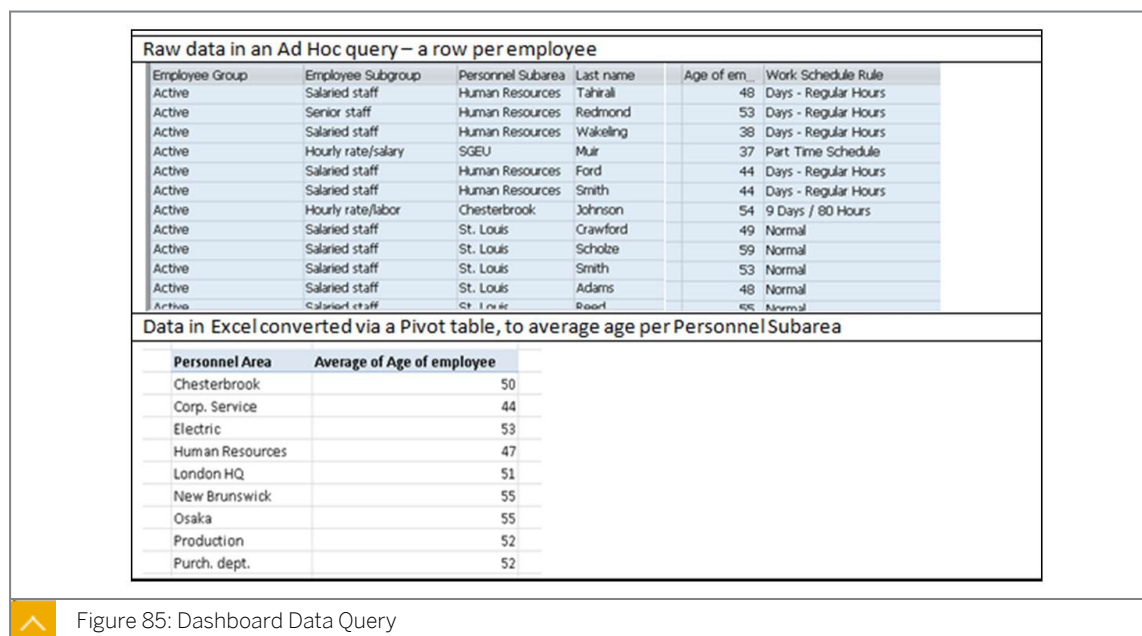 Raw data in an Ad Hoc query – a row per employee
Employee Group Employee Subgroup Personnel Subarea Last name Age of em... Work Schedule Rule
Active Salaried staff Human Resources Tahirali 48 Days - Regular Hours
Active Senior staff Human Resources Redmond 53 Days - Regular Hours
Active Salaried staff Human Resources Wakeling 38 Days - Regular Hours
Active Hourly rate/salary SGEU Muir 37 Part Time Schedule
Active Salaried staff Human Resources Ford 44 Days - Regular Hours
Active Salaried staff Human Resources Smith 44 Days - Regular Hours
Active Hourly rate/labor Chesterbrook Johnson 54 9 Days / 80 Hours
Active Salaried staff St. Louis Crawford 49 Normal
Active Salaried staff St. Louis Scholze 59 Normal
Active Salaried staff St. Louis Smith 53 Normal
Active Salaried staff St. Louis Adams 48 Normal
Active Salaried staff St. Louis Reed 55 Normal
Data in Excel converted via a Pivot table, to average age per Personnel Subarea
Personnel Area Average of Age of employee
Chesterbrook 50
Corp. Service 44
Electric 53
Human Resources 47
London HQ 51
New Brunswick 55
Osaka 55
Production 52
Purch. dept. 52
Figure 85: Dashboard Data Query